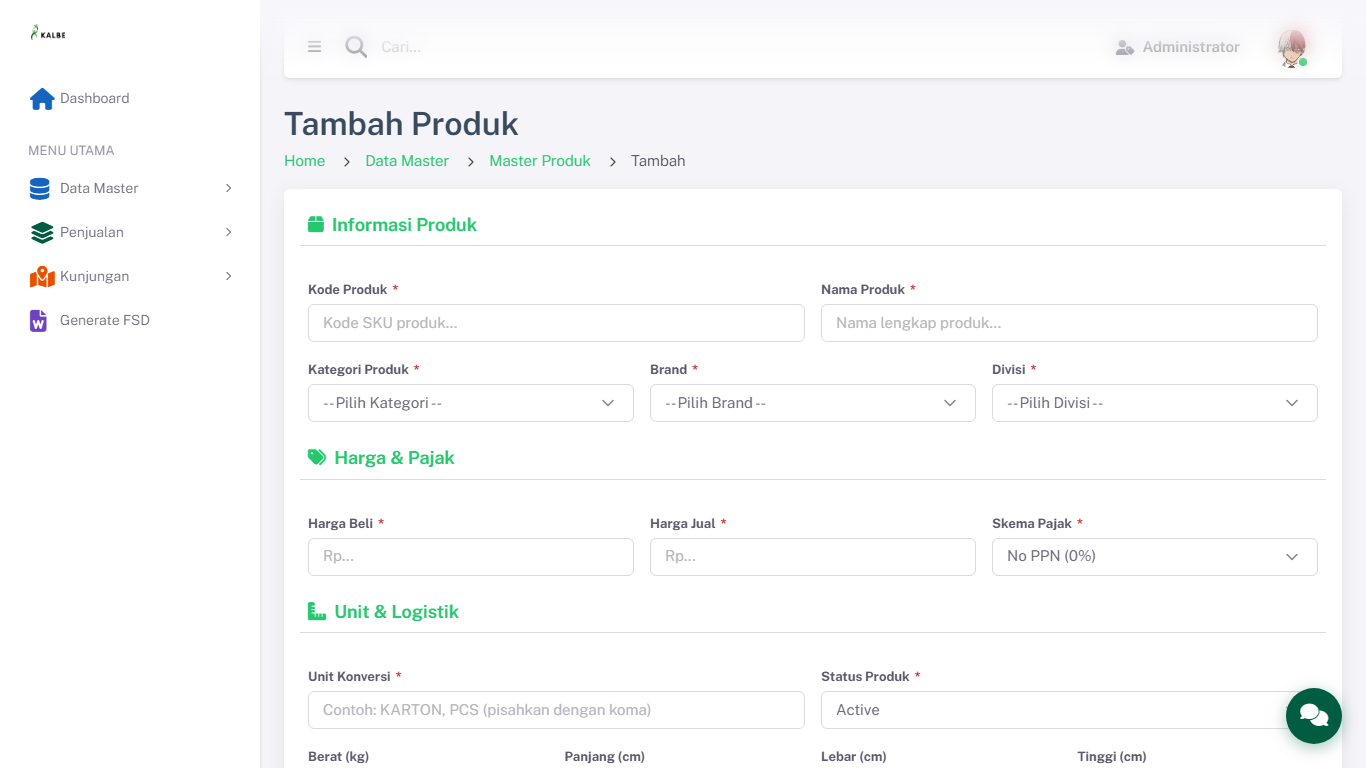 KALBE
Cari...
Administrator
Dashboard
MENU UTAMA
Data Master
Penjualan
Kunjungan
Generate FSD
Tambah Produk
Home > Data Master > Master Produk > Tambah
Informasi Produk
Kode Produk * Nama Produk *
Kode SKU produk... Nama lengkap produk...
Kategori Produk * Brand * Divisi *
-- Pilih Kategori -- -- Pilih Brand -- -- Pilih Divisi --
Harga & Pajak
Harga Beli * Harga Jual * Skema Pajak *
Rp... Rp... No PPN (0%)
Unit & Logistik
Unit Konversi * Status Produk *
Contoh: KARTON, PCS (pisahkan dengan koma) Active
Berat (kg) Panjang (cm) Lebar (cm) Tinggi (cm)